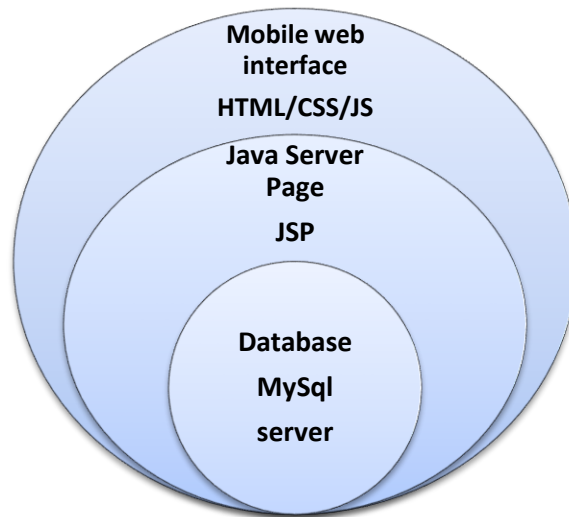 Mobile web
interface
HTML/CSS/JS
Java Server
Page
JSP
Database
MySql
server